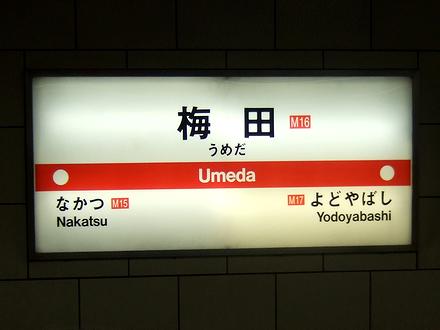 梅田 M16
うめだ
Umeda
なかつ M15
Nakatsu
M17 よどやばし
Yodoyabashi